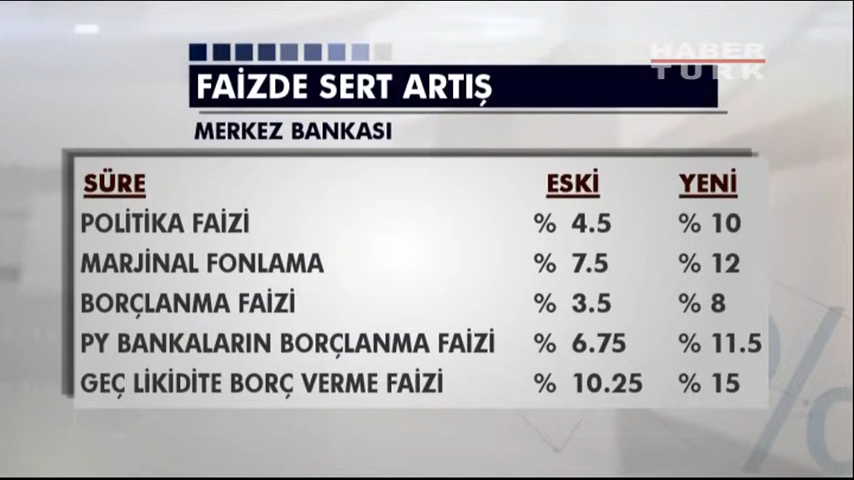 HABER
TÜRK
FAİZDE SERT ARTIŞ
MERKEZ BANKASI
SÜRE ESKİ YENİ
POLİTİKA FAİZİ % 4.5 % 10
MARJİNAL FONLAMA % 7.5 % 12
BORÇLANMA FAİZİ % 3.5 % 8
PY BANKALARIN BORÇLANMA FAİZİ % 6.75 % 11.5
GEÇ LİKİDİTE BORÇ VERME FAİZİ % 10.25 % 15
%